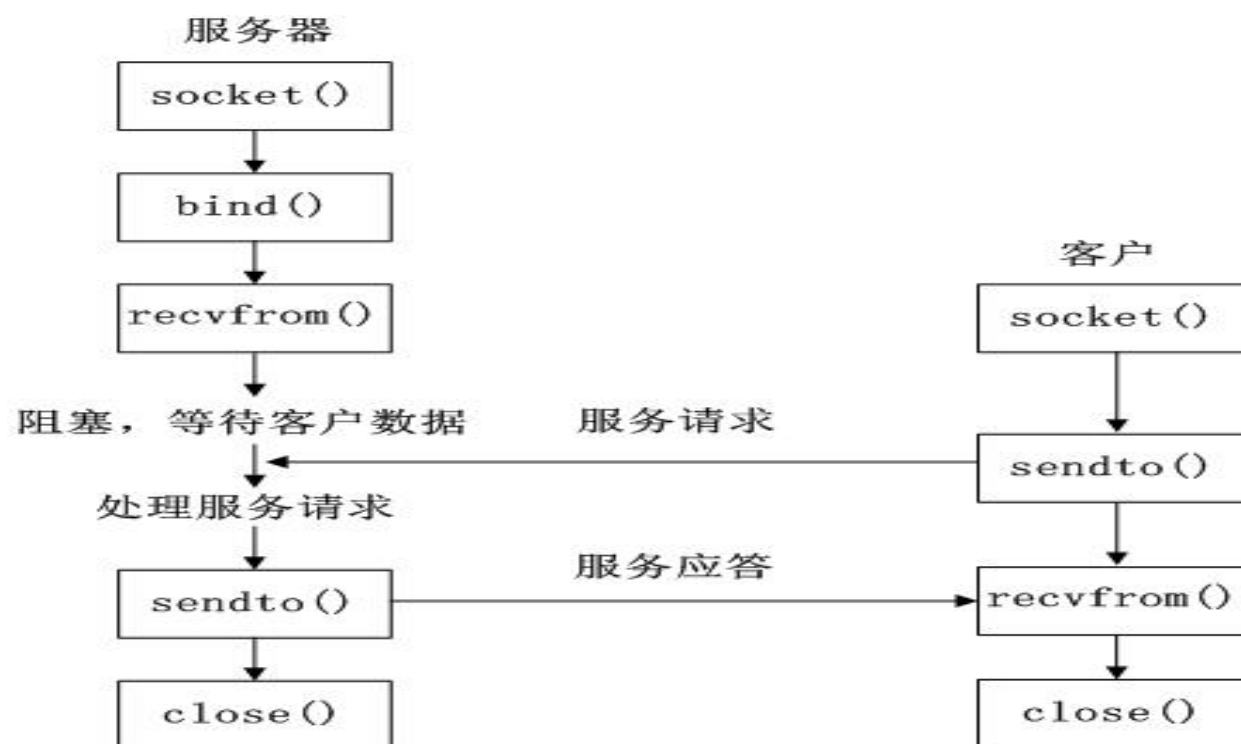 服务器
socket()
bind()
recvfrom()
阻塞，等待客户数据
处理服务请求
sendto()
close()
服务请求
服务应答
客户
socket()
sendto()
recvfrom()
close()